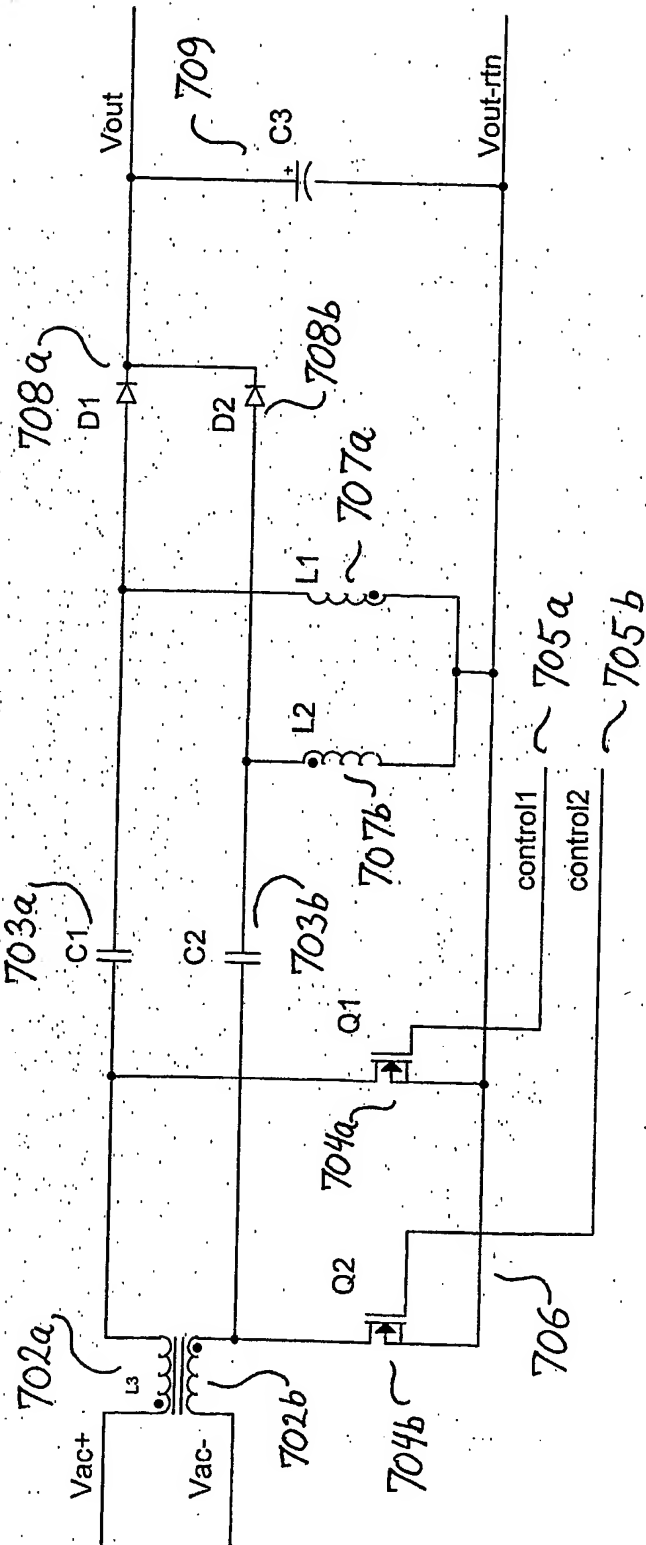 Vac+
Vac-
702a
L3
702b
Q2
704b
706
Q1
704a
703a
C1
C2
703b
control1
control2
705a
705b
L2
707b
L1
707a
708a
D1
D2
708b
Vout
709
C3
+
Vout-rtn